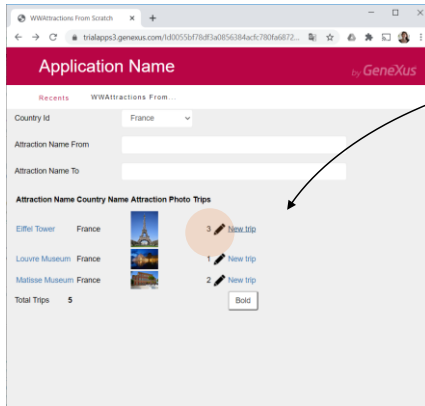 WWAttractions From Scratch
trialapps3.genexus.com/Id0055bf78df3a0856384acfc780fa6872...
Application Name
by GeneXus
Recents WWAttractions From...
Country Id France
Attraction Name From
Attraction Name To
Attraction Name Country Name Attraction Photo Trips
Eiffel Tower France 3 New trip
Louvre Museum France 1 New trip
Matisse Museum France 2 New trip
Total Trips 5 Bold